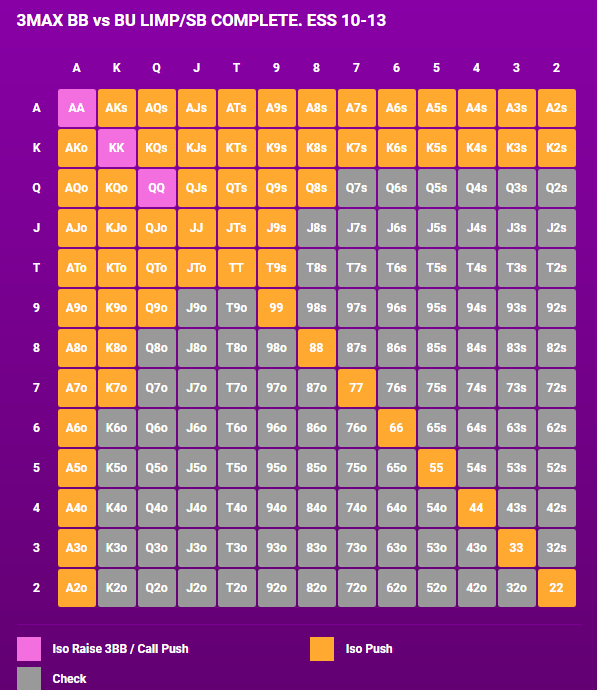 3MAX BB vs BU LIMP/SB COMPLETE. ESS 10-13
A K Q J T 9 8 7 6 5 4 3 2
A AA AKs AQs AJs ATs A9s A8s A7s A6s A5s A4s A3s A2s
K AKo KK KQs KJs KTs K9s K8s K7s K6s K5s K4s K3s K2s
Q AQo KQo QQ QJs QTs Q9s Q8s Q7s Q6s Q5s Q4s Q3s Q2s
J AJo KJo QJo JJ JTs J9s J8s J7s J6s J5s J4s J3s J2s
T ATo KTo QTo JTo TT T9s T8s T7s T6s T5s T4s T3s T2s
9 A9o K9o Q9o J9o T9o 99 98s 97s 96s 95s 94s 93s 92s
8 A8o K8o Q8o J8o T8o 98o 88 87s 86s 85s 84s 83s 82s
7 A7o K7o Q7o J7o T7o 97o 87o 77 76s 75s 74s 73s 72s
6 A6o K6o Q6o J6o T6o 96o 86o 76o 66 65s 64s 63s 62s
5 A5o K5o Q5o J5o T5o 95o 85o 75o 65o 55 54s 53s 52s
4 A4o K4o Q4o J4o T4o 94o 84o 74o 64o 54o 44 43s 42s
3 A3o K3o Q3o J3o T3o 93o 83o 73o 63o 53o 43o 33 32s
2 A2o K2o Q2o J2o T2o 92o 82o 72o 62o 52o 42o 32o 22
Iso Raise 3BB / Call Push Iso Push
Check